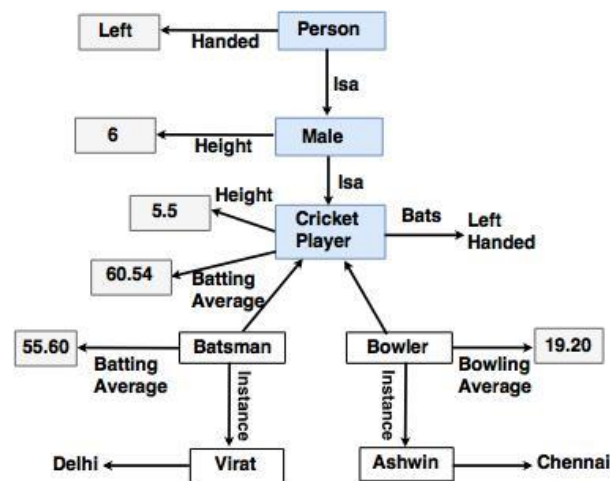 Left
Handed
Person
Isa
6
Height
Male
Isa
Height
5.5
Cricket
Player
Bats
Left
Handed
60.54
Batting
Average
55.60
Batting
Average
Batsman
Bowler
Bowling
Average
19.20
Instance
Instance
Delhi
Virat
Ashwin
Chennai